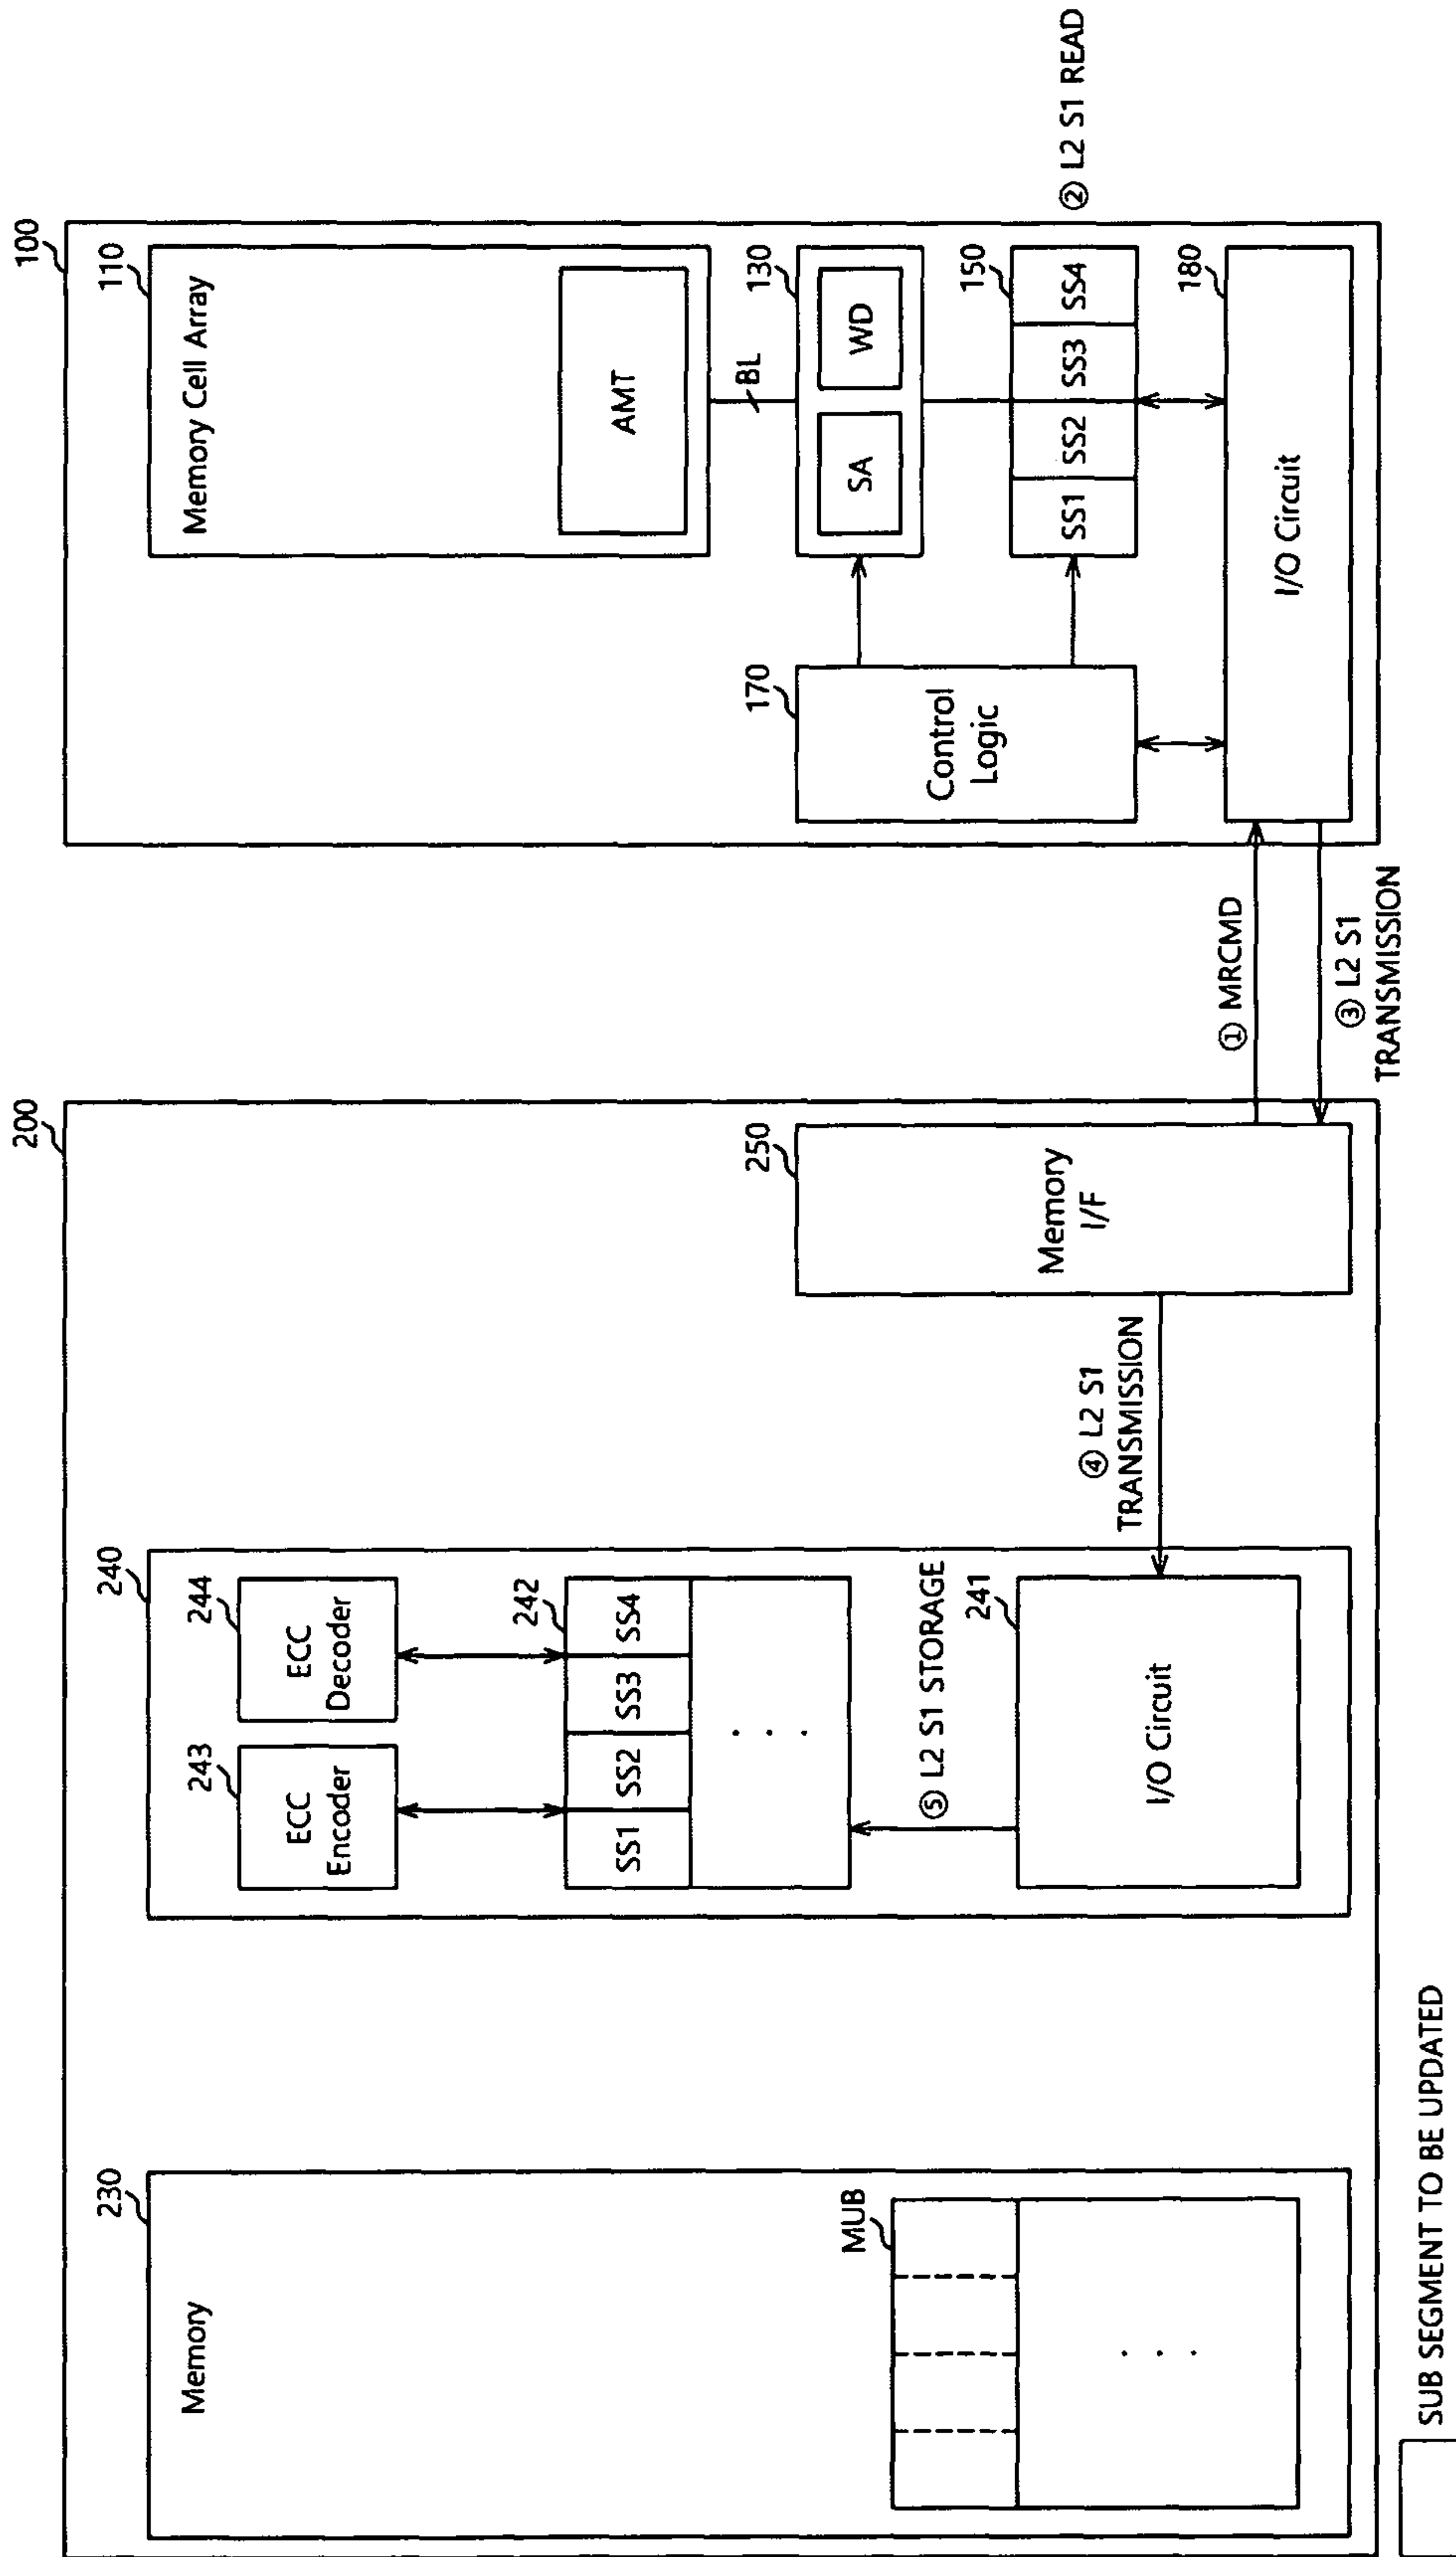 200
230
Memory
MUB
240
243
ECC
Encoder
244
ECC
Decoder
242
SS1
SS2
SS3
SS4
⑤ L2 S1 STORAGE
241
I/O Circuit
④ L2 S1
TRANSMISSION
250
Memory
I/F
① MRCMD
③ L2 S1
TRANSMISSION
100
110
Memory Cell Array
AMT
BL
130
SA
WD
170
Control
Logic
150
SS1
SS2
SS3
SS4
② L2 S1 READ
180
I/O Circuit
SUB SEGMENT TO BE UPDATED